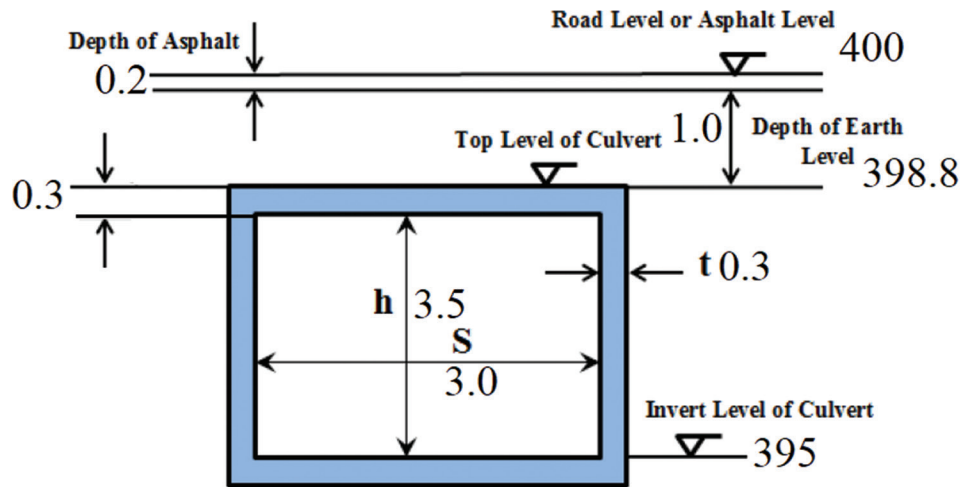 Road Level or Asphalt Level
400
Depth of Asphalt
0.2
Top Level of Culvert
1.0
Depth of Earth
Level
398.8
0.3
t 0.3
h 3.5
S
3.0
Invert Level of Culvert
395